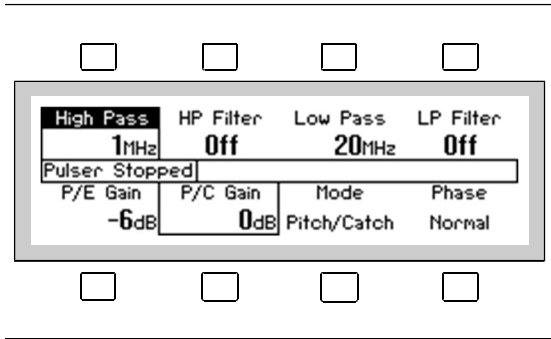 High Pass HP Filter Low Pass LP Filter
1MHz Off 20MHz Off
Pulser Stopped
P/E Gain P/C Gain Mode Phase
-6dB 0dB Pitch/Catch Normal